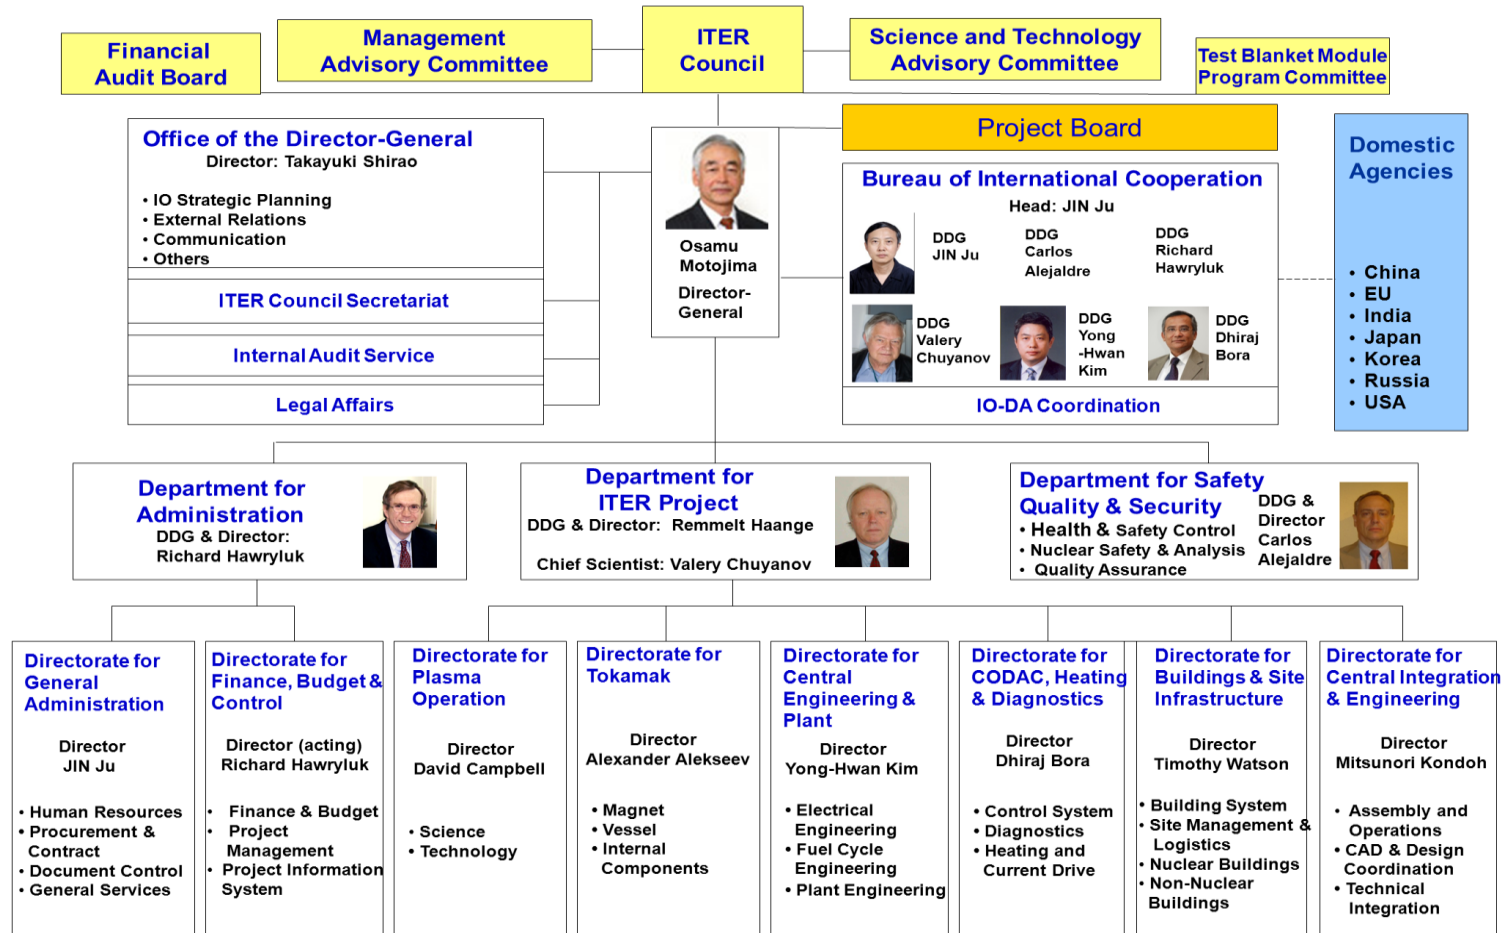 Financial
Audit Board
Management
Advisory Committee
ITER
Council
Science and Technology
Advisory Committee
Test Blanket Module
Program Committee
Office of the Director-General
Director: Takayuki Shirao
• IO Strategic Planning
• External Relations
• Communication
• Others
ITER Council Secretariat
Internal Audit Service
Legal Affairs
Osamu
Motojima
Director-
General
Project Board
Bureau of International Cooperation
Head: JIN Ju
DDG
JIN Ju
DDG
Carlos
Alejaldre
DDG
Richard
Hawryluk
DDG
Valery
Chuyanov
DDG
Yong
-Hwan
Kim
DDG
Dhiraj
Bora
IO-DA Coordination
Domestic
Agencies
• China
• EU
• India
• Japan
• Korea
• Russia
• USA
Department for
Administration
DDG & Director:
Richard Hawryluk
Department for
ITER Project
DDG & Director: Remmelt Haange
Chief Scientist: Valery Chuyanov
Department for Safety
Quality & Security
• Health & Safety Control
• Nuclear Safety & Analysis
• Quality Assurance
DDG &
Director
Carlos
Alejaldre
Directorate for
General
Administration
Director
JIN Ju
• Human Resources
• Procurement &
Contract
• Document Control
• General Services
Directorate for
Finance, Budget &
Control
Director (acting)
Richard Hawryluk
• Finance & Budget
• Project
Management
• Project Information
System
Directorate for
Plasma
Operation
Director
David Campbell
• Science
• Technology
Directorate for
Tokamak
Director
Alexander Alekseev
• Magnet
• Vessel
• Internal
Components
Directorate for
Central
Engineering &
Plant
Director
Yong-Hwan Kim
• Electrical
Engineering
• Fuel Cycle
Engineering
• Plant Engineering
Directorate for
CODAC, Heating
& Diagnostics
Director
Dhiraj Bora
• Control System
• Diagnostics
• Heating and
Current Drive
Directorate for
Buildings & Site
Infrastructure
Director
Timothy Watson
• Building System
• Site Management &
Logistics
• Nuclear Buildings
• Non-Nuclear
Buildings
Directorate for
Central Integration
& Engineering
Director
Mitsunori Kondoh
• Assembly and
Operations
• CAD & Design
Coordination
• Technical
Integration